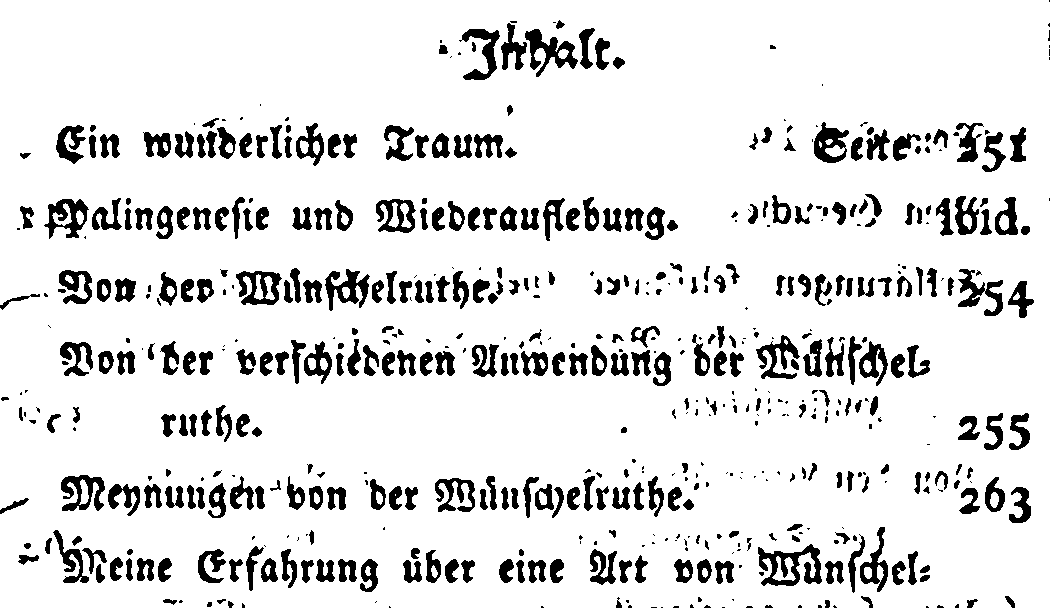 Inhalt.
Ein wunderlicher Traum. Seite 251
Palingenesie und Wiederauflebung. ibid.
Von der Wünschelruthe. 254
Von der verschiedenen Anwendung der Wünschel-
ruthe. 255
Meynungen von der Wünschelruthe. 263
Meine Erfahrung über eine Art von Wünschel-